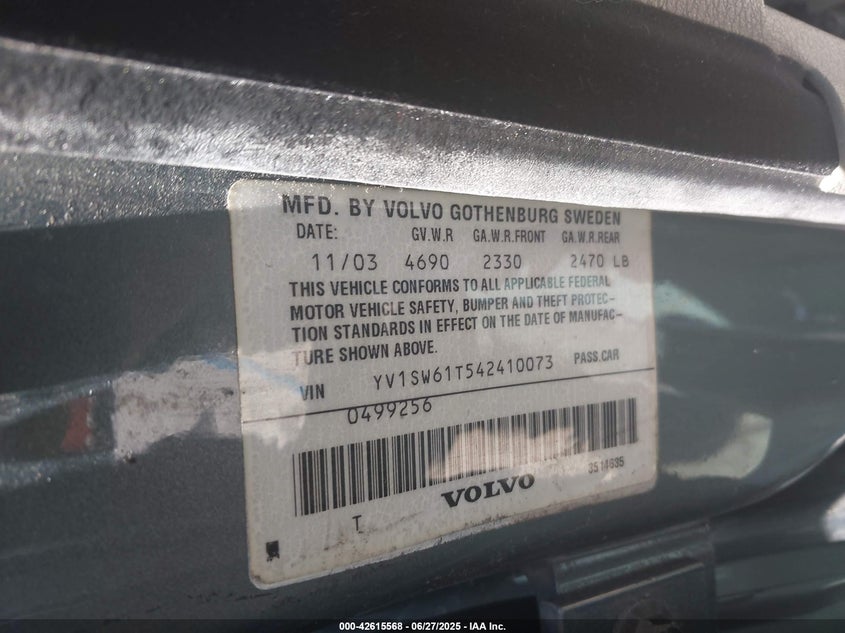 MFD. BY VOLVO GOTHENBURG SWEDEN
DATE: GV.W.R GA.W.R.FRONT GA.W.R.REAR
11/03 4690 2330 2470 LB
THIS VEHICLE CONFORMS TO ALL APPLICABLE FEDERAL
MOTOR VEHICLE SAFETY, BUMPER AND THEFT PROTEC-
TION STANDARDS IN EFFECT ON THE DATE OF MANUFAC-
TURE SHOWN ABOVE.
VIN YV1SW61T542410073 PASS.CAR
0499256
3514635
VOLVO
T
000-42615568 | 06/27/2025 - IAA Inc.